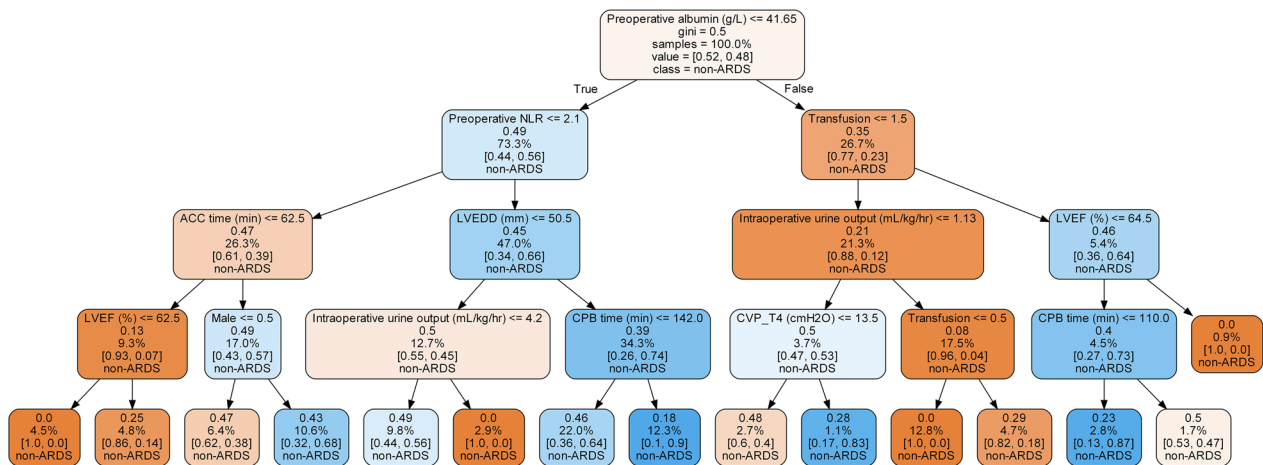 Preoperative albumin (g/L) <= 41.65
gini = 0.5
samples = 100.0%
value = [0.52, 0.48]
class = non-ARDS
True
False
Preoperative NLR <= 2.1
0.49
73.3%
[0.44, 0.56]
non-ARDS
Transfusion <= 1.5
0.35
26.7%
[0.77, 0.23]
non-ARDS
ACC time (min) <= 62.5
0.47
26.3%
[0.61, 0.39]
non-ARDS
LVEDD (mm) <= 50.5
0.45
47.0%
[0.34, 0.66]
non-ARDS
Intraoperative urine output (mL/kg/hr) <= 1.13
0.21
21.3%
[0.88, 0.12]
non-ARDS
LVEF (%) <= 64.5
0.46
5.4%
[0.36, 0.64]
non-ARDS
LVEF (%) <= 62.5
0.13
9.3%
[0.93, 0.07]
non-ARDS
Male <= 0.5
0.49
17.0%
[0.43, 0.57]
non-ARDS
Intraoperative urine output (mL/kg/hr) <= 4.2
0.5
12.7%
[0.55, 0.45]
non-ARDS
CPB time (min) <= 142.0
0.39
34.3%
[0.26, 0.74]
non-ARDS
CVP_T4 (cmH2O) <= 13.5
0.5
3.7%
[0.47, 0.53]
non-ARDS
Transfusion <= 0.5
0.08
17.5%
[0.96, 0.04]
non-ARDS
CPB time (min) <= 110.0
0.4
4.5%
[0.27, 0.73]
non-ARDS
0.0
0.9%
[1.0, 0.0]
non-ARDS
0.0
4.5%
[1.0, 0.0]
non-ARDS
0.25
4.8%
[0.86, 0.14]
non-ARDS
0.47
6.4%
[0.62, 0.38]
non-ARDS
0.43
10.6%
[0.32, 0.68]
non-ARDS
0.49
9.8%
[0.44, 0.56]
non-ARDS
0.0
2.9%
[1.0, 0.0]
non-ARDS
0.46
22.0%
[0.36, 0.64]
non-ARDS
0.18
12.3%
[0.1, 0.9]
non-ARDS
0.48
2.7%
[0.6, 0.4]
non-ARDS
0.28
1.1%
[0.17, 0.83]
non-ARDS
0.0
12.8%
[1.0, 0.0]
non-ARDS
0.29
4.7%
[0.82, 0.18]
non-ARDS
0.23
2.8%
[0.13, 0.87]
non-ARDS
0.5
1.7%
[0.53, 0.47]
non-ARDS